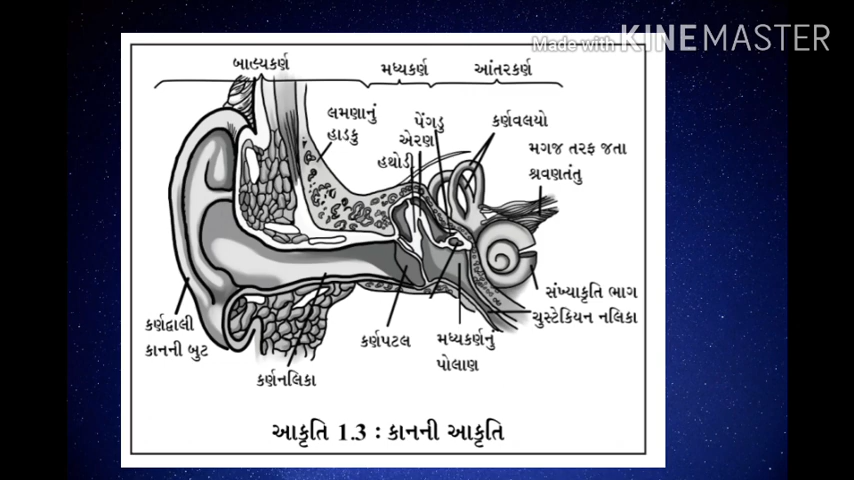 Made with KINEMASTER
બાહ્યકર્ણ
મધ્યકર્ણ
આંતરકર્ણ
લમણાનું
હાડકુ
પેંગડુ
એરણ
હથોડી
કર્ણવલયો
મગજ તરફ જતા
શ્રવણતંતુ
સંખ્યાકૃતિ ભાગ
ચુસ્ટેકિયન નલિકા
કર્ણદ્વાલી
કાનની બુટ
કર્ણનલિકા
કર્ણપટલ
મધ્યકર્ણનું
પોલાણ
આકૃતિ 1.3 : કાનની આકૃતિ